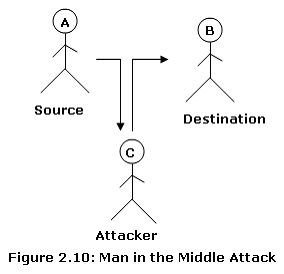 A
B
Source
Destination
C
Attacker
Figure 2.10: Man in the Middle Attack